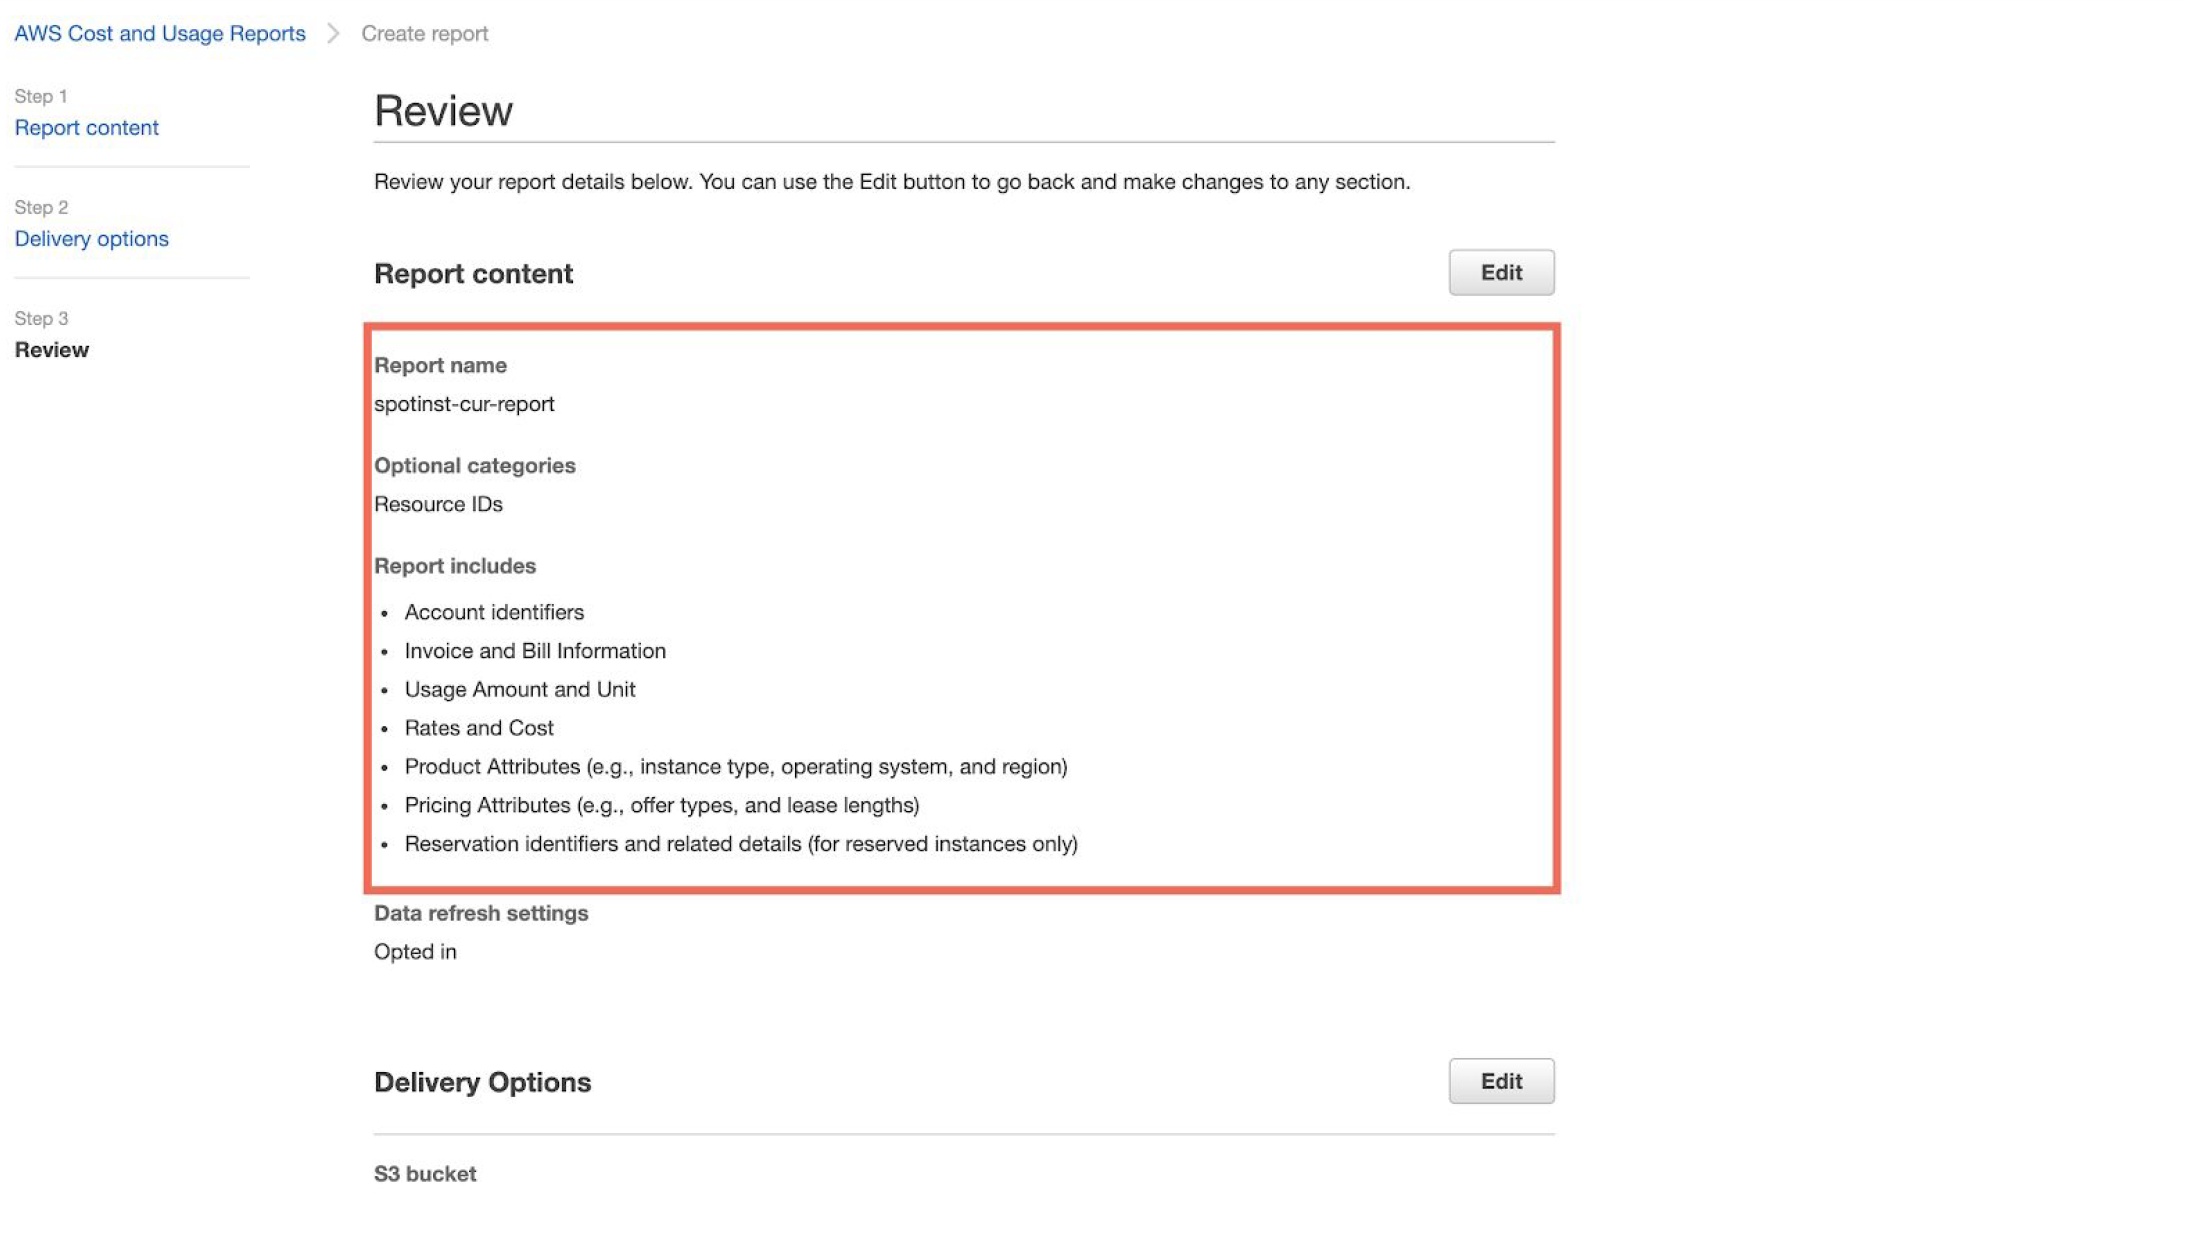 AWS Cost and Usage Reports > Create report
Step 1
Report content
Step 2
Delivery options
Step 3
Review
Review
Review your report details below. You can use the Edit button to go back and make changes to any section.
Report content
Edit
Report name
spotinst-cur-report
Optional categories
Resource IDs
Report includes
• Account identifiers
• Invoice and Bill Information
• Usage Amount and Unit
• Rates and Cost
• Product Attributes (e.g., instance type, operating system, and region)
• Pricing Attributes (e.g., offer types, and lease lengths)
• Reservation identifiers and related details (for reserved instances only)
Data refresh settings
Opted in
Delivery Options
Edit
S3 bucket